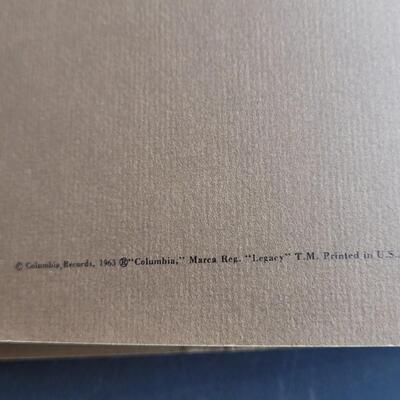 © Columbia Records, 1963 ®"Columbia," Marca Reg. "Legacy" T.M. Printed in U.S.